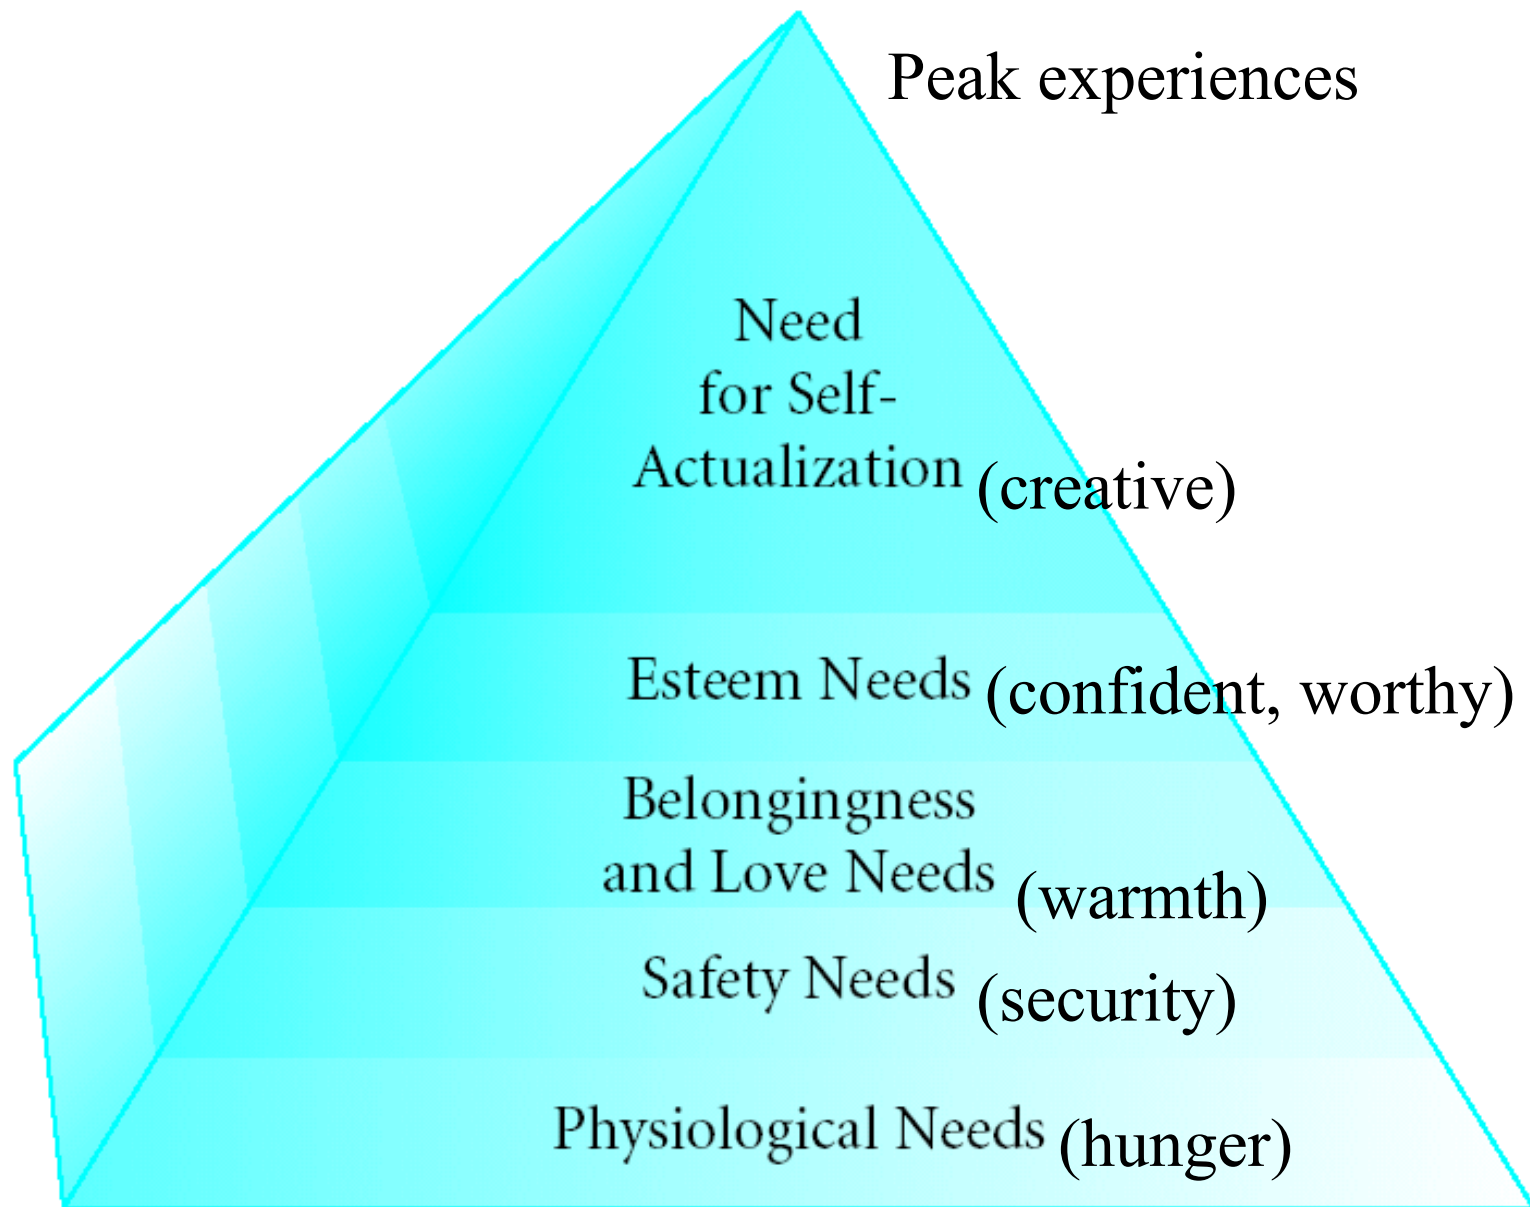 Peak experiences
Need
for Self-
Actualization (creative)
Esteem Needs (confident, worthy)
Belongingness
and Love Needs (warmth)
Safety Needs (security)
Physiological Needs (hunger)